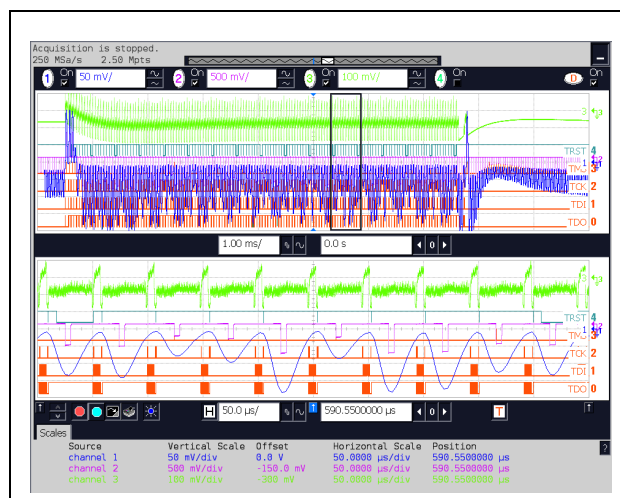 Acquisition is stopped.
250 MSa/s 2.50 Mpts
1 On 50 mV/ 2 On 500 mV/ 3 On 100 mV/ 4 On D On
3
TRST 4
TMS 3
TCK 2
TDI 1
TDO 0
1.00 ms/ 0.0 s 0
TRST 4
TMS 3
TCK 2
TDI 1
TDO 0
H 50.0 µs/ 590.5500000 µs 0 T
Scales
Source Vertical Scale Offset Horizontal Scale Position
channel 1 50 mV/div 0.0 V 50.0000 µs/div 590.5500000 µs
channel 2 500 mV/div -150.0 mV 50.0000 µs/div 590.5500000 µs
channel 3 100 mV/div -300 mV 50.0000 µs/div 590.5500000 µs
?